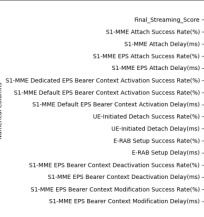 Final_Streaming_Score
S1-MME Attach Success Rate(%)
S1-MME Attach Delay(ms)
S1-MME EPS Attach Success Rate(%)
S1-MME EPS Attach Delay(ms)
S1-MME Dedicated EPS Bearer Context Activation Success Rate(%)
S1-MME Default EPS Bearer Context Activation Success Rate(%)
S1-MME Default EPS Bearer Context Activation Delay(ms)
UE-Initiated Detach Success Rate(%)
UE-Initiated Detach Delay(ms)
E-RAB Setup Success Rate(%)
E-RAB Setup Delay(ms)
S1-MME EPS Bearer Context Deactivation Success Rate(%)
S1-MME EPS Bearer Context Deactivation Delay(ms)
S1-MME EPS Bearer Context Modification Success Rate(%)
S1-MME EPS Bearer Context Modification Delay(ms)